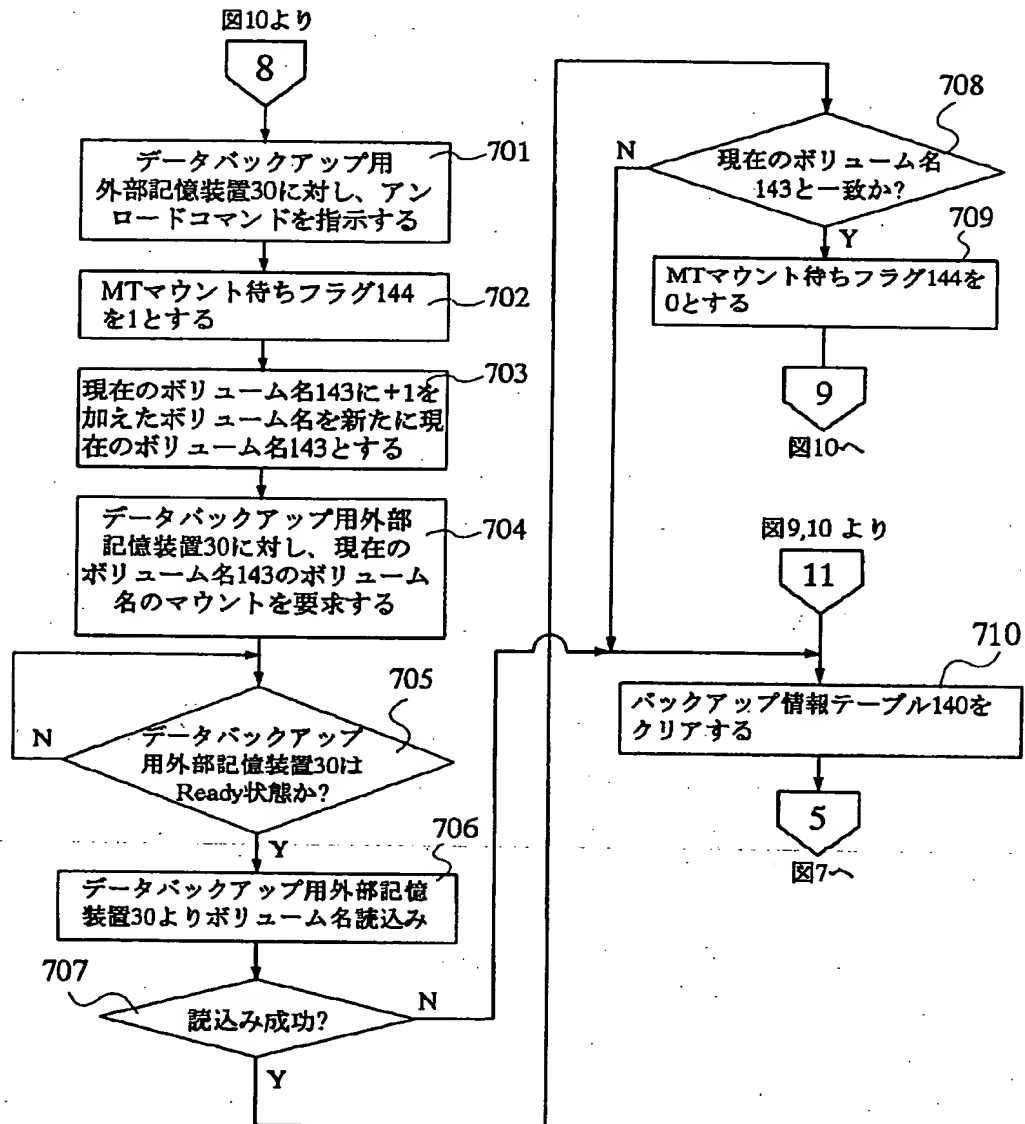 図10より
8
データバックアップ用
外部記憶装置30に対し、アン
ロードコマンドを指示する
701
MTマウント待ちフラグ144
を1とする
702
現在のボリューム名143に+1を
加えたボリューム名を新たに現
在のボリューム名143とする
703
データバックアップ用外部
記憶装置30に対し、現在の
ボリューム名143のボリューム
名のマウントを要求する
704
データバックアップ
用外部記憶装置30は
Ready状態か?
705
N
Y
データバックアップ用外部記憶
装置30よりボリューム名読込み
706
読込み成功?
707
N
Y
現在のボリューム名
143と一致か?
708
N
Y
MTマウント待ちフラグ144を
0とする
709
9
図10へ
図9,10 より
11
バックアップ情報テーブル140を
クリアする
710
5
図7へ